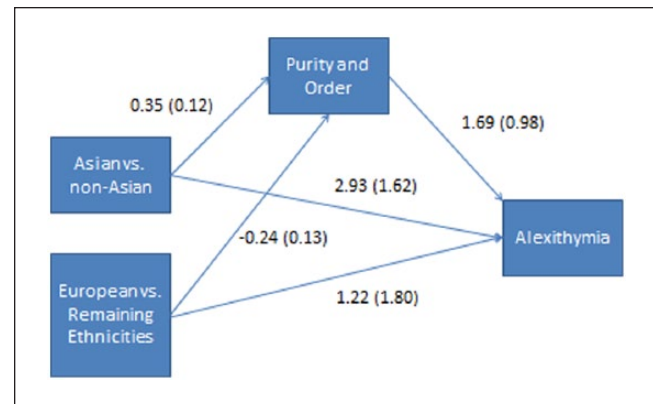 Purity and
Order
0.35 (0.12)
1.69 (0.98)
Asian vs.
non-Asian
2.93 (1.62)
-0.24 (0.13)
Alexithymia
European vs.
Remaining
Ethnicities
1.22 (1.80)